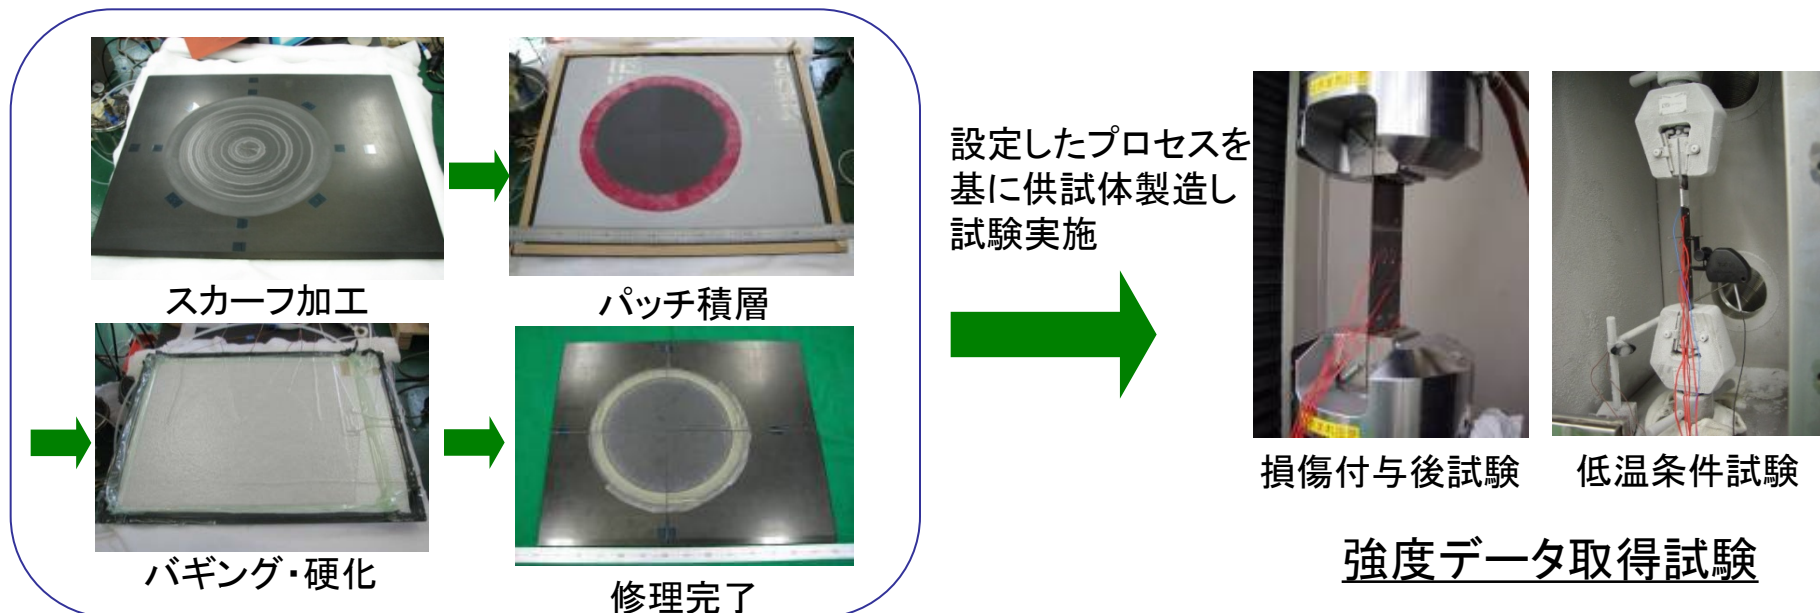 スカーフ加工
パッチ積層
バギング・硬化
修理完了
設定したプロセスを
基に供試体製造し
試験実施
損傷付与後試験
低温条件試験
強度データ取得試験